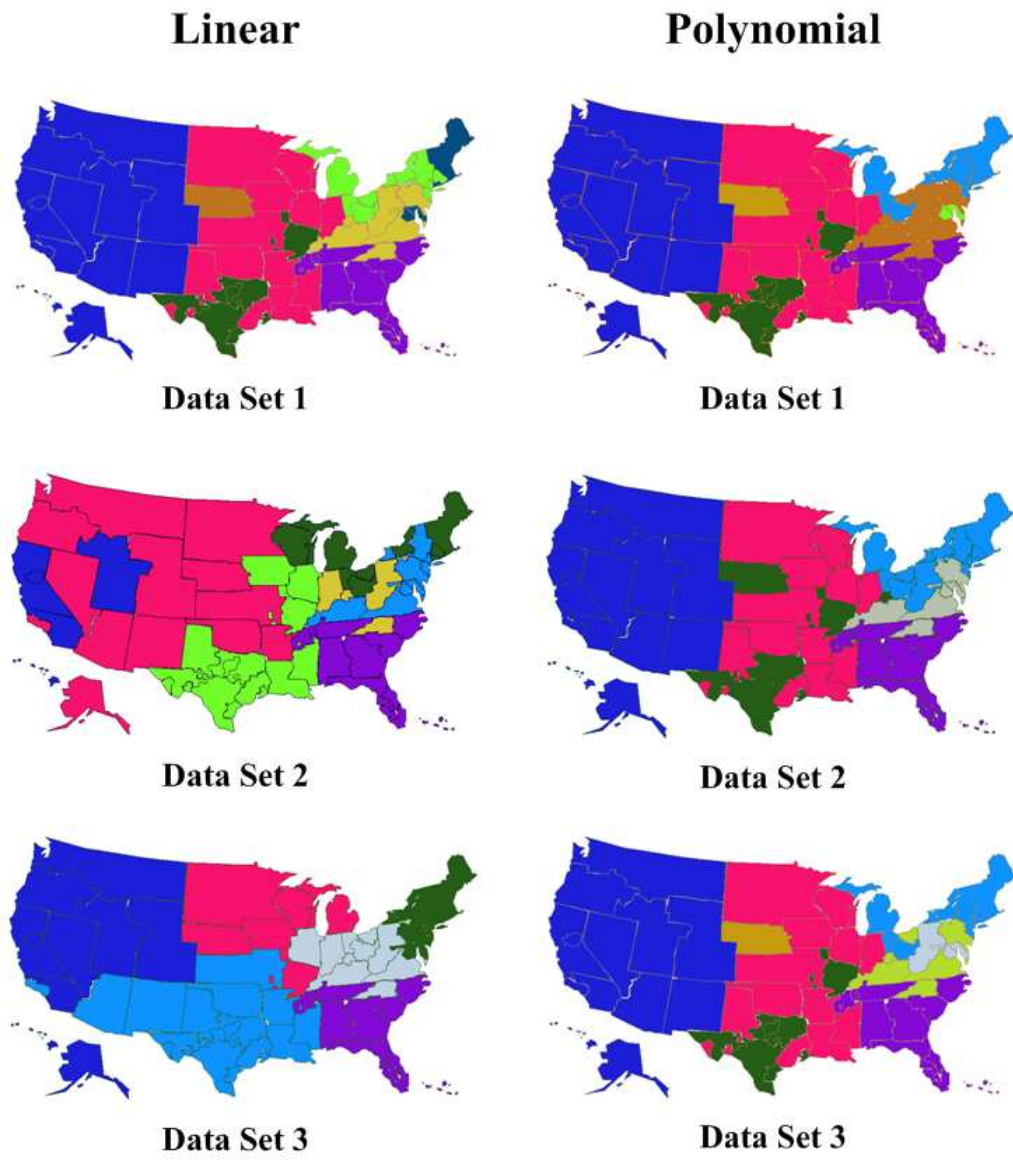 Linear
Polynomial
Data Set 1
Data Set 1
Data Set 2
Data Set 2
Data Set 3
Data Set 3